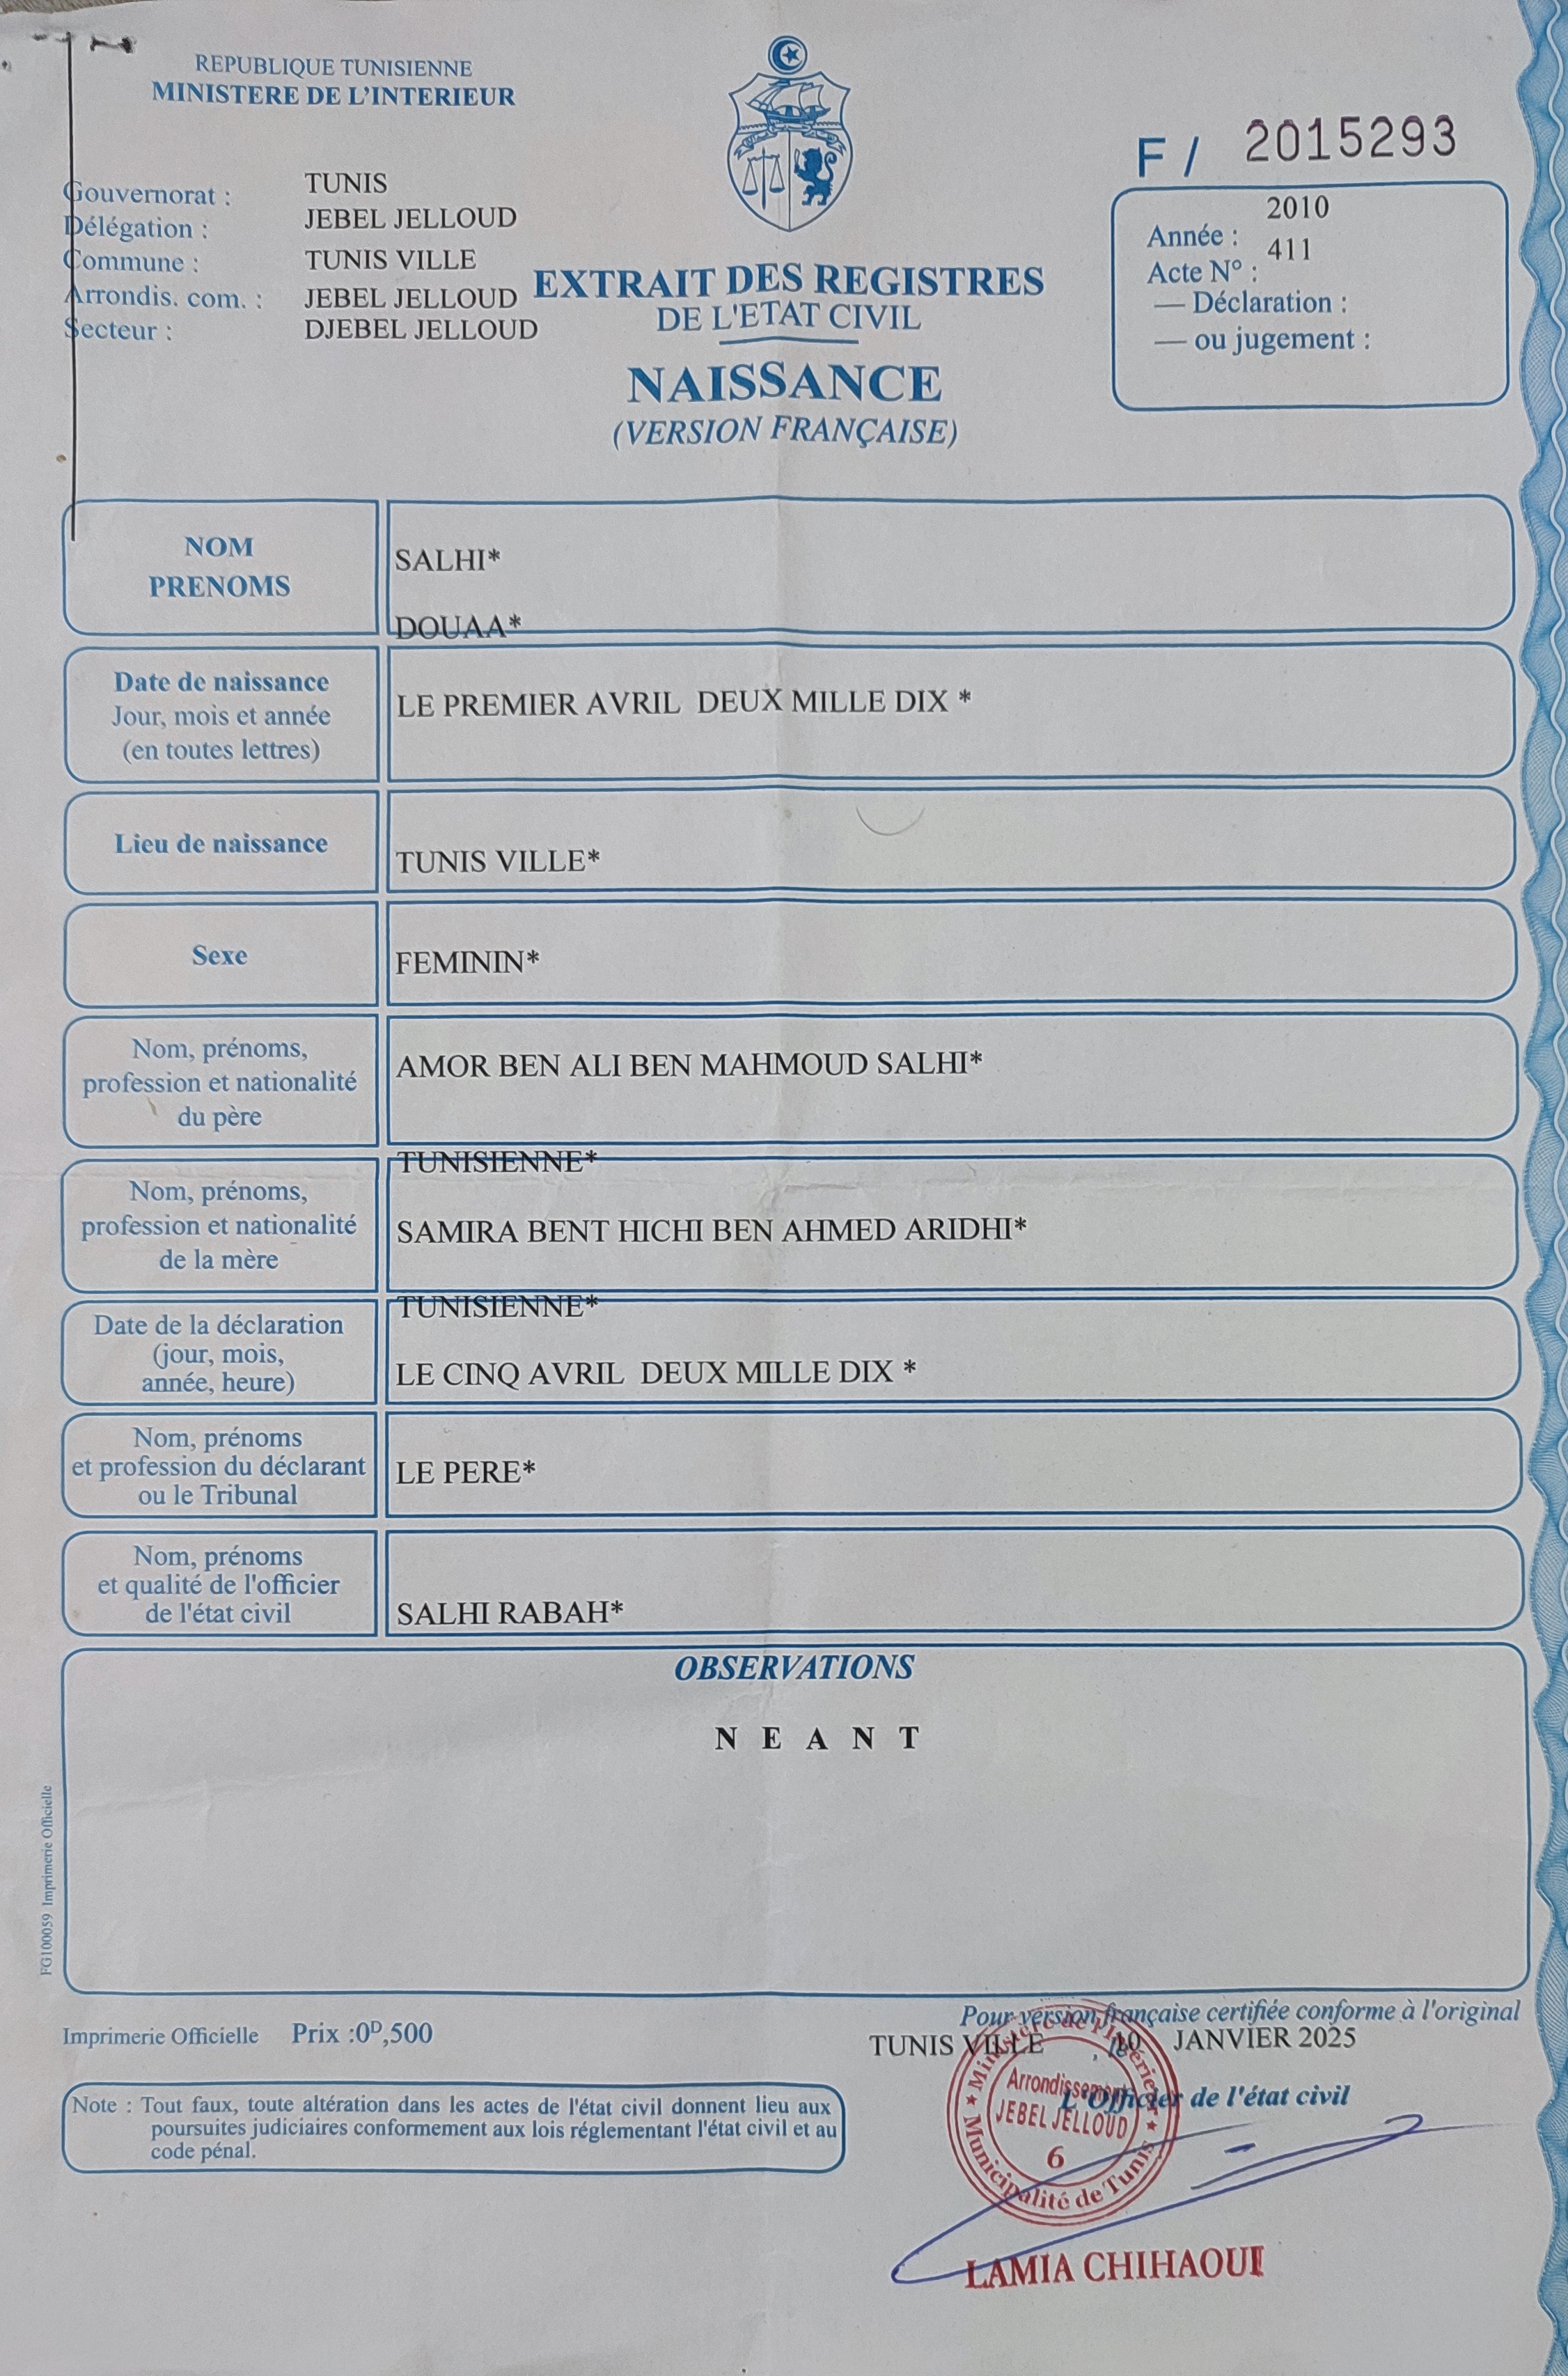 REPUBLIQUE TUNISIENNE
MINISTERE DE L'INTERIEUR
F / 2015293
Gouvernorat : TUNIS
Délégation : JEBEL JELLOUD
Commune : TUNIS VILLE
Arrondis. com. : JEBEL JELLOUD
Secteur : DJEBEL JELLOUD
EXTRAIT DES REGISTRES
DE L'ETAT CIVIL
NAISSANCE
(VERSION FRANÇAISE)
Année : 2010
Acte N° : 411
— Déclaration :
— ou jugement :
NOM
PRENOMS
SALHI*
DOUAA*
Date de naissance
Jour, mois et année
(en toutes lettres)
LE PREMIER AVRIL DEUX MILLE DIX *
Lieu de naissance
TUNIS VILLE*
Sexe
FEMININ*
Nom, prénoms,
profession et nationalité
du père
AMOR BEN ALI BEN MAHMOUD SALHI*
TUNISIENNE*
Nom, prénoms,
profession et nationalité
de la mère
SAMIRA BENT HICHI BEN AHMED ARIDHI*
TUNISIENNE*
Date de la déclaration
(jour, mois,
année, heure)
LE CINQ AVRIL DEUX MILLE DIX *
Nom, prénoms
et profession du déclarant
ou le Tribunal
LE PERE*
Nom, prénoms
et qualité de l'officier
de l'état civil
SALHI RABAH*
OBSERVATIONS
N E A N T
FG100059 Imprimerie Officielle
Imprimerie Officielle Prix :0ᴰ,500
Note : Tout faux, toute altération dans les actes de l'état civil donnent lieu aux
poursuites judiciaires conformement aux lois réglementant l'état civil et au
code pénal.
Pour version française certifiée conforme à l'original
TUNIS VILLE , le 10 JANVIER 2025
L'Officier de l'état civil
Ministère de l'Interieur
Arrondissement
JEBEL JELLOUD
6
Municipalité de Tunis
LAMIA CHIHAOUI